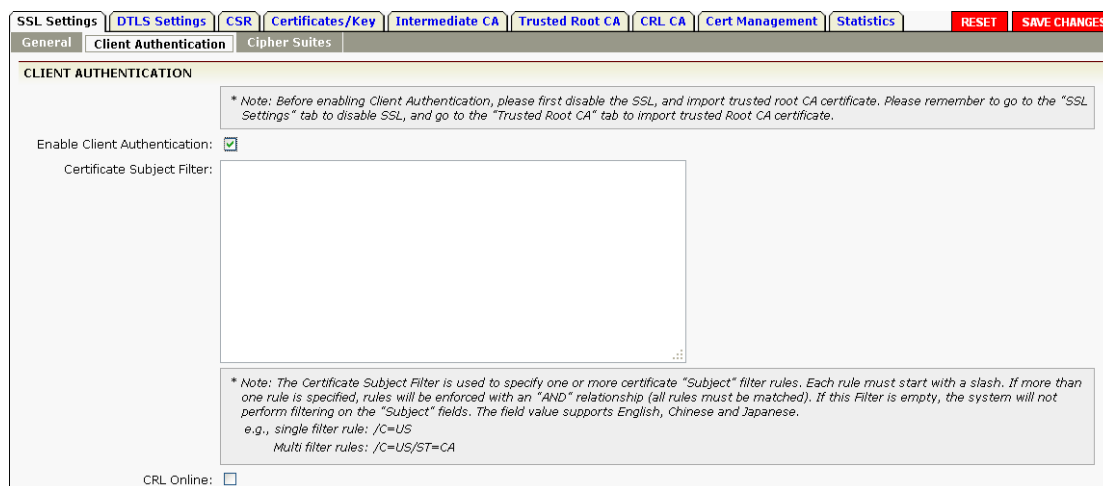 SSL Settings DTLS Settings CSR Certificates/Key Intermediate CA Trusted Root CA CRL CA Cert Management Statistics RESET SAVE CHANGES
General Client Authentication Cipher Suites
CLIENT AUTHENTICATION
* Note: Before enabling Client Authentication, please first disable the SSL, and import trusted root CA certificate. Please remember to go to the "SSL
Settings" tab to disable SSL, and go to the "Trusted Root CA" tab to import trusted Root CA certificate.
Enable Client Authentication:
Certificate Subject Filter:
* Note: The Certificate Subject Filter is used to specify one or more certificate "Subject" filter rules. Each rule must start with a slash. If more than
one rule is specified, rules will be enforced with an "AND" relationship (all rules must be matched). If this Filter is empty, the system will not
perform filtering on the "Subject" fields. The field value supports English, Chinese and Japanese.
e.g., single filter rule: /C=US
Multi filter rules: /C=US/ST=CA
CRL Online: